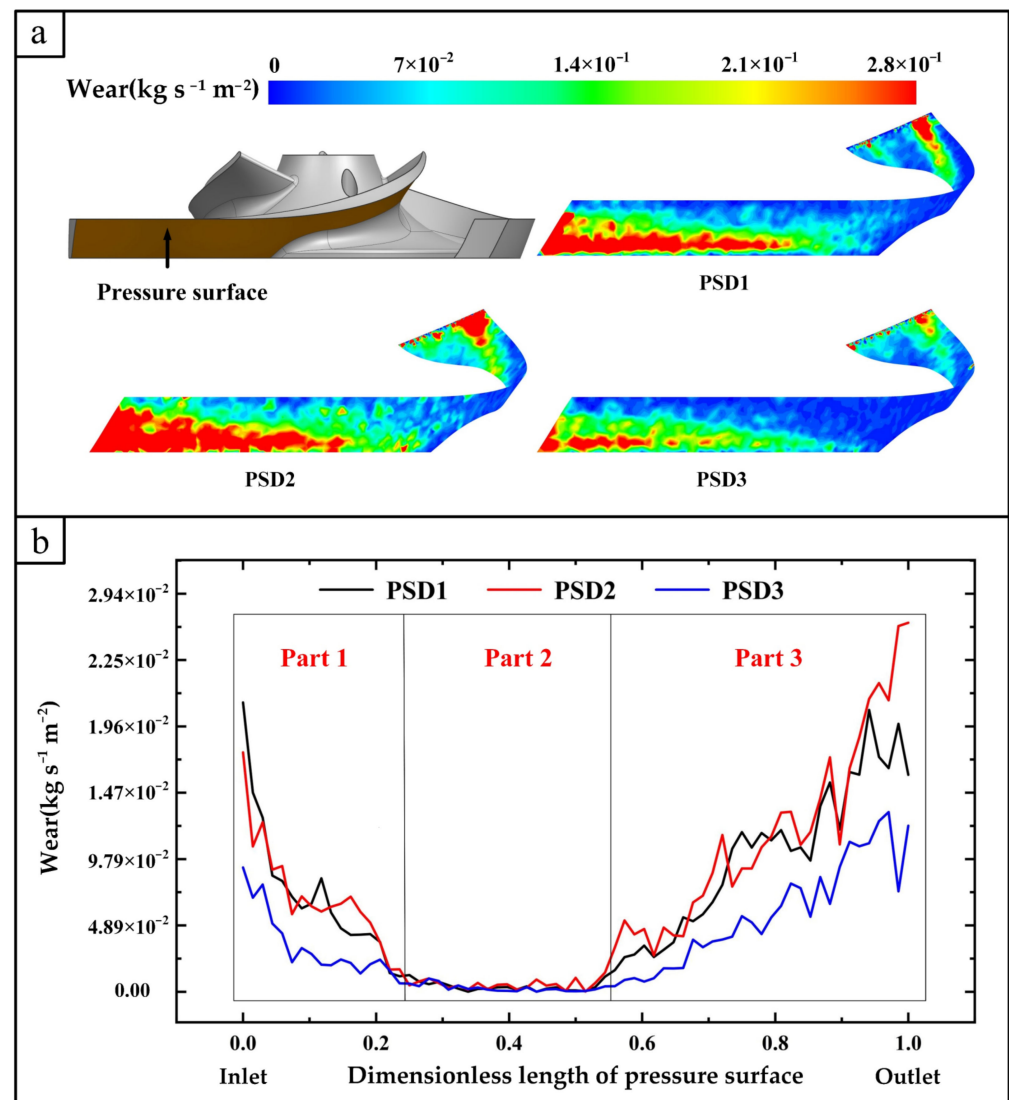 a
0 7×10⁻² 1.4×10⁻¹ 2.1×10⁻¹ 2.8×10⁻¹
Wear(kg s⁻¹ m⁻²)
Pressure surface
PSD1
PSD2
PSD3
b
PSD1 PSD2 PSD3
Part 1 Part 2 Part 3
Wear(kg s⁻¹ m⁻²)
2.94×10⁻²
2.25×10⁻²
1.96×10⁻²
1.47×10⁻²
9.79×10⁻²
4.89×10⁻²
0.00
0.0 0.2 0.4 0.6 0.8 1.0
Inlet Dimensionless length of pressure surface Outlet